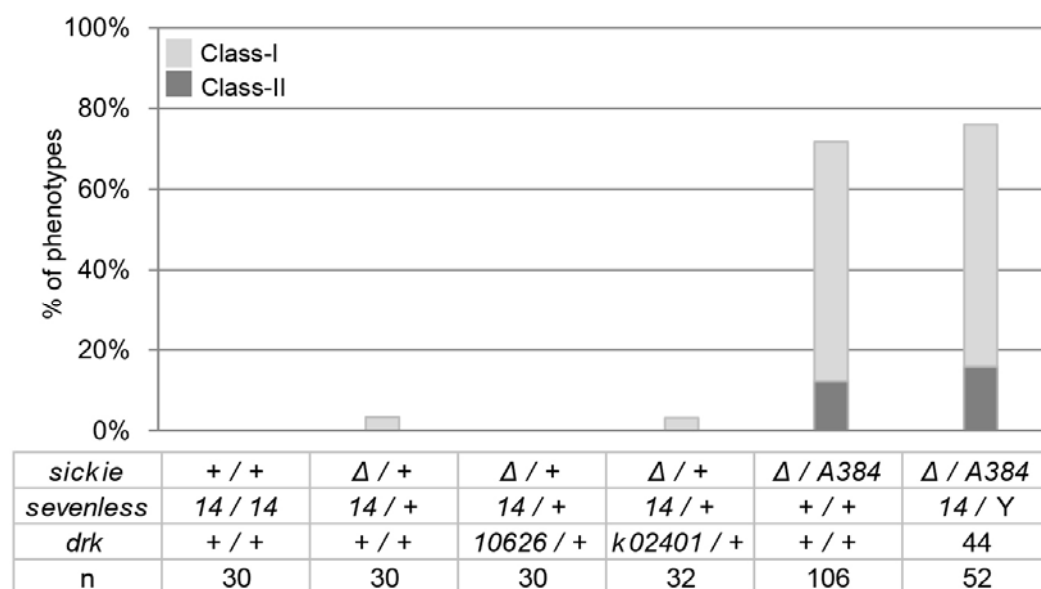 100%
Class-I
Class-II
80%
60%
40%
20%
0%
% of phenotypes
sickie + / + Δ / + Δ / + Δ / + Δ / A384 Δ / A384
sevenless 14 / 14 14 / + 14 / + 14 / + + / + 14 / Y
drk + / + + / + 10626 / + k02401 / + + / + 44
n 30 30 30 32 106 52